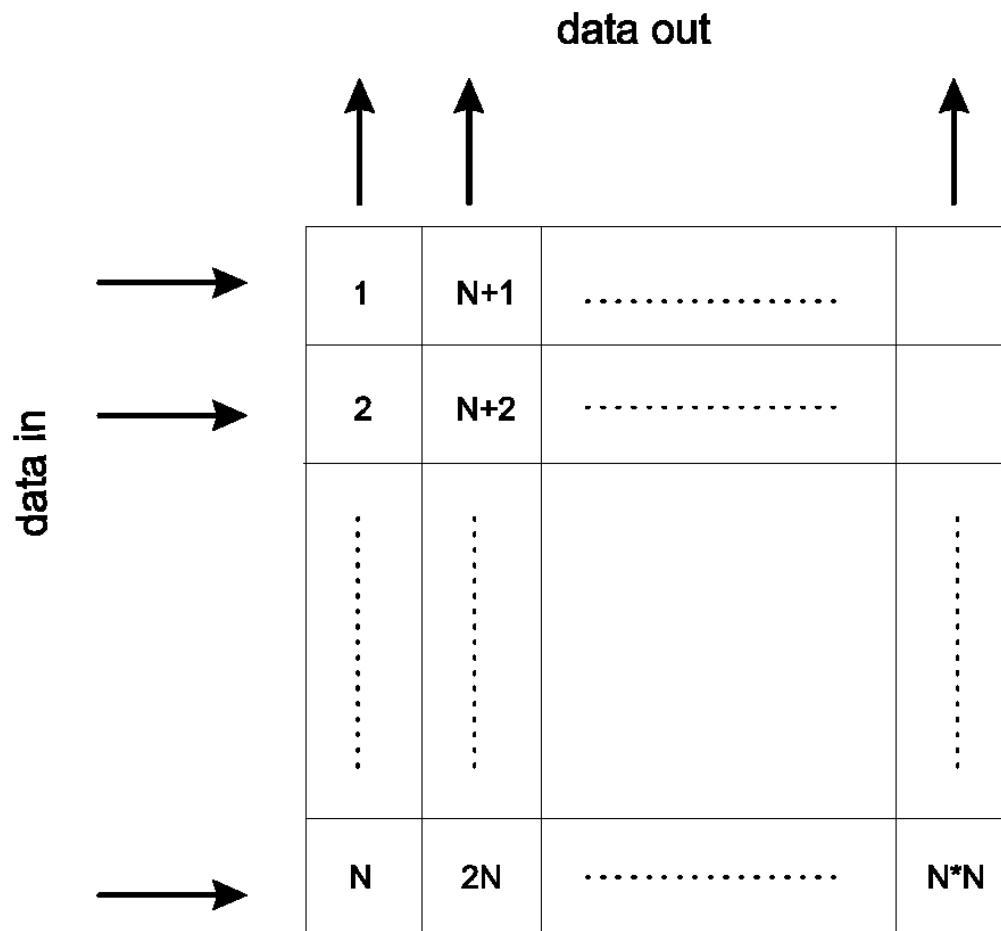 data out
data in
1 N+1 ..................
2 N+2 ..................
N 2N .................. N*N